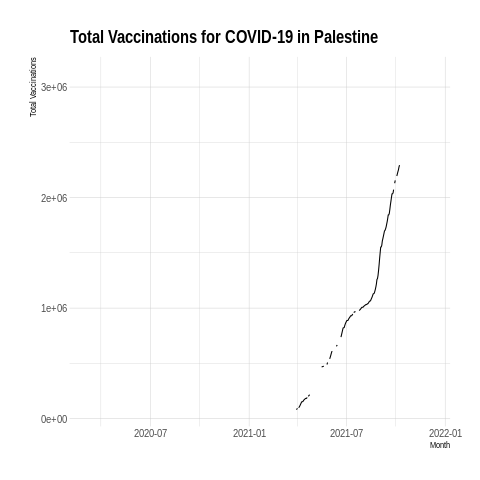 Total Vaccinations for COVID-19 in Palestine
Total Vaccinations
3e+06
2e+06
1e+06
0e+00
2020-07 2021-01 2021-07 2022-01
Month